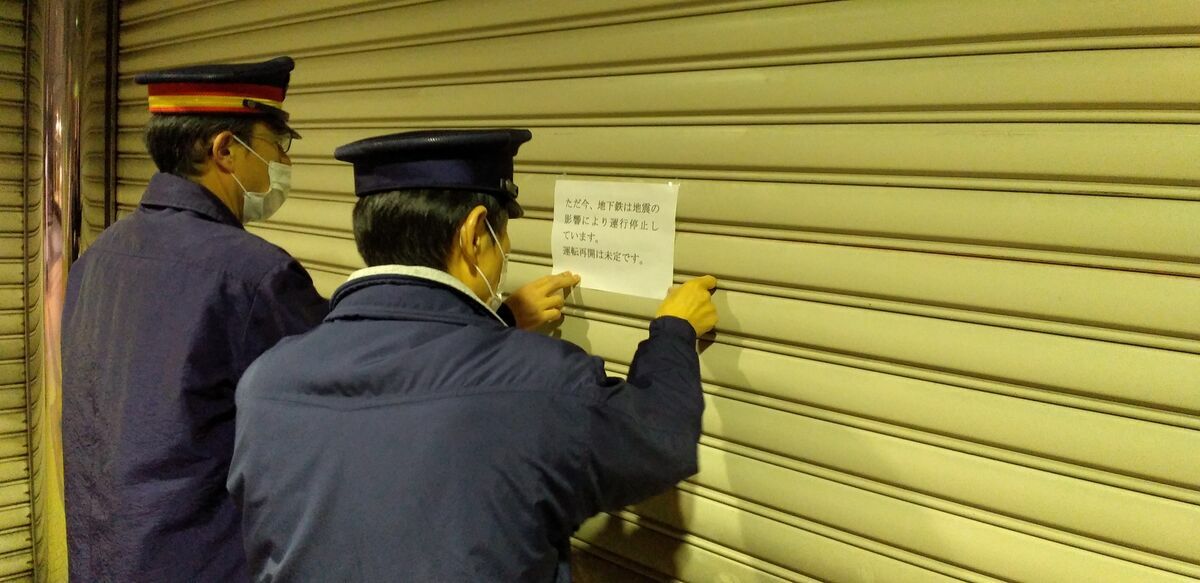 ただ今、地下鉄は地震の
影響により運行停止し
ています。
運転再開は未定です。